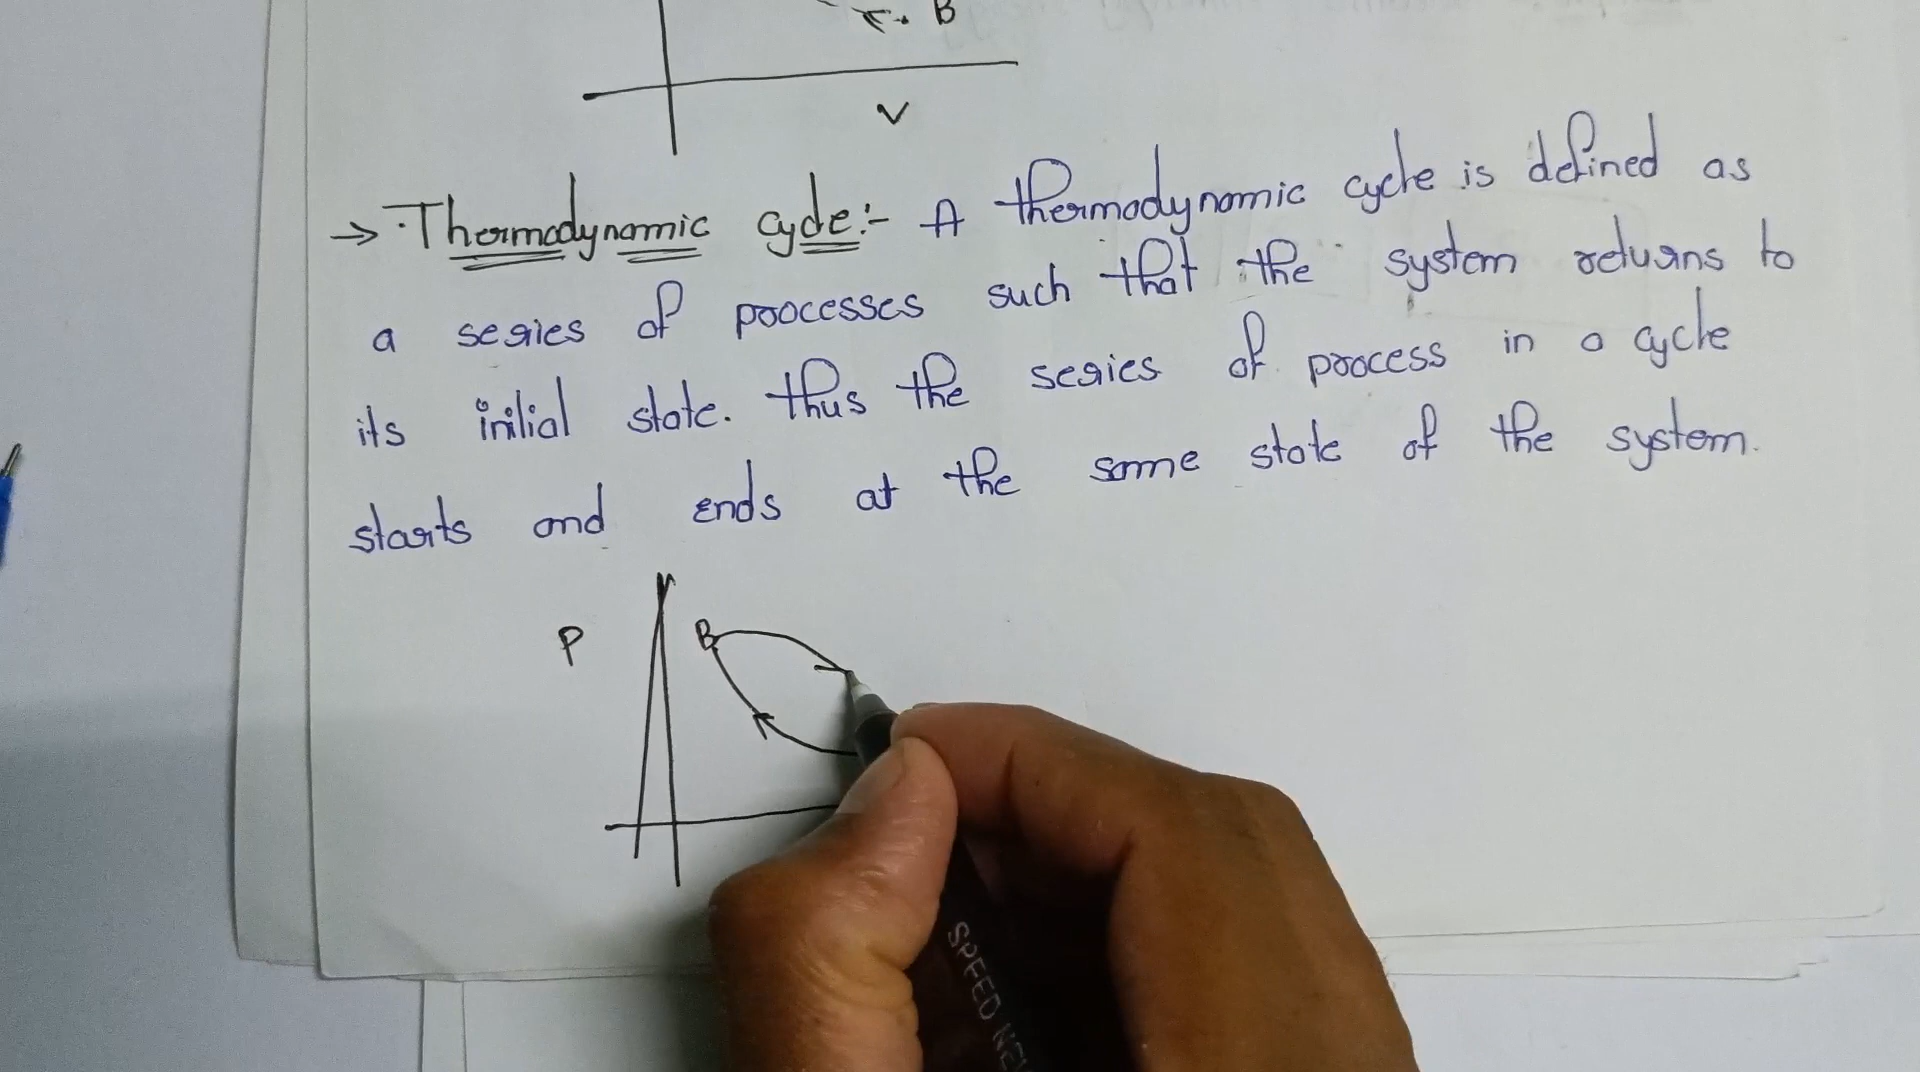 B
V
→ Thermodynamic cycle:- A thermodynamic cycle is defined as
a series of processes such that the system returns to
its initial state. thus the series of process in a cycle
starts and ends at the same state of the system.
P
B
SPEED